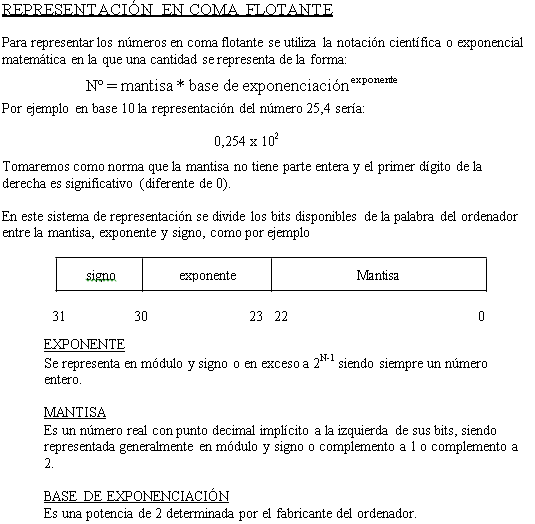 REPRESENTACIÓN EN COMA FLOTANTE
Para representar los números en coma flotante se utiliza la notación científica o exponencial
matemática en la que una cantidad se representa de la forma:
Nº = mantisa * base de exponenciación^exponente
Por ejemplo en base 10 la representación del número 25,4 sería:
0,254 x 10²
Tomaremos como norma que la mantisa no tiene parte entera y el primer dígito de la
derecha es significativo (diferente de 0).
En este sistema de representación se divide los bits disponibles de la palabra del ordenador
entre la mantisa, exponente y signo, como por ejemplo
signo exponente Mantisa
31 30 23 22 0
EXPONENTE
Se representa en módulo y signo o en exceso a 2^N-1 siendo siempre un número
entero.
MANTISA
Es un número real con punto decimal implícito a la izquierda de sus bits, siendo
representada generalmente en módulo y signo o complemento a 1 o complemento a
2.
BASE DE EXPONENCIACIÓN
Es una potencia de 2 determinada por el fabricante del ordenador.